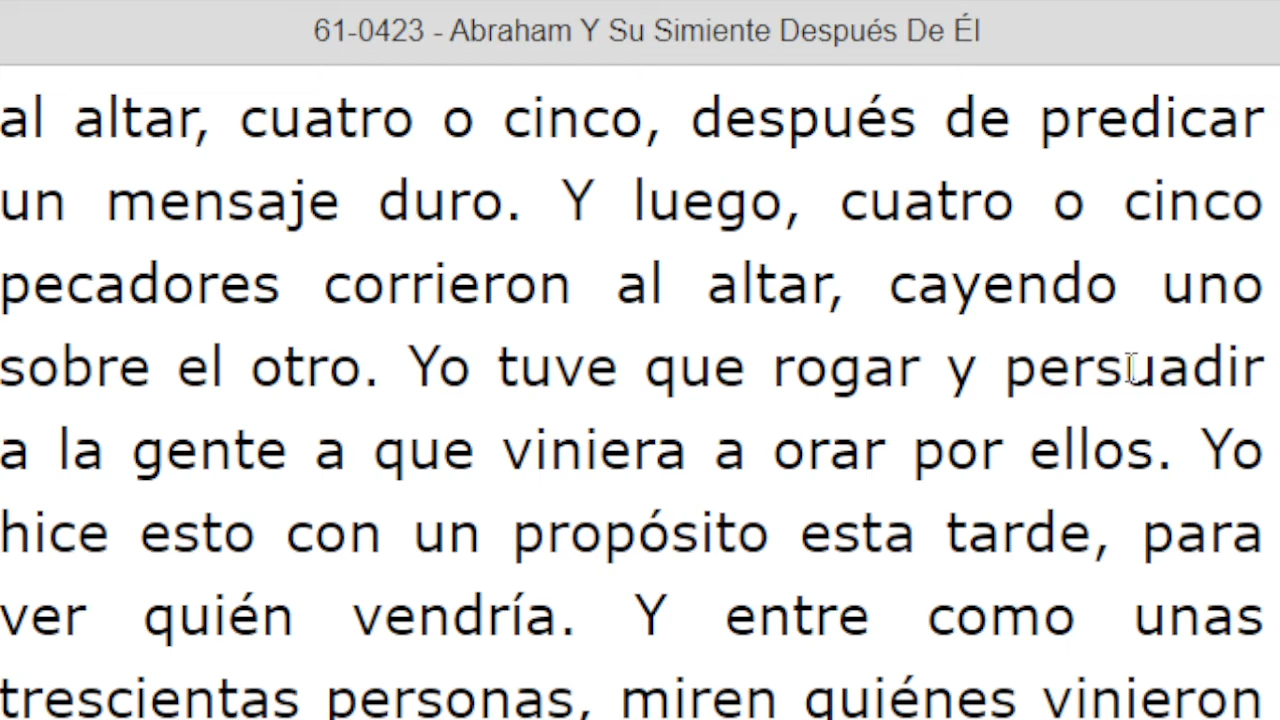 61-0423 - Abraham Y Su Simiente Después De Él
al altar, cuatro o cinco, después de predicar
un mensaje duro. Y luego, cuatro o cinco
pecadores corrieron al altar, cayendo uno
sobre el otro. Yo tuve que rogar y persuadir
a la gente a que viniera a orar por ellos. Yo
hice esto con un propósito esta tarde, para
ver quién vendría. Y entre como unas
trescientas personas, miren quiénes vinieron